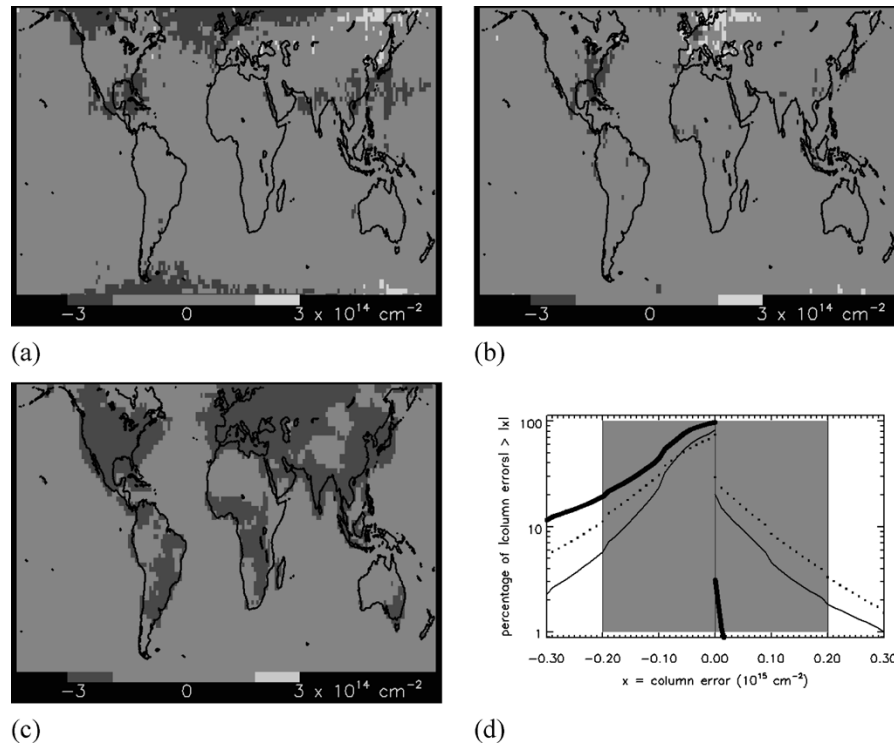 −3 0 3 x 10¹⁴ cm⁻²
−3 0 3 x 10¹⁴ cm⁻²
(a)
(b)
−3 0 3 x 10¹⁴ cm⁻²
percentage of |column errors| > |x|
100
10
1
−0.30 −0.20 −0.10 0.00 0.10 0.20 0.30
x = column error (10¹⁵ cm⁻²)
(c)
(d)